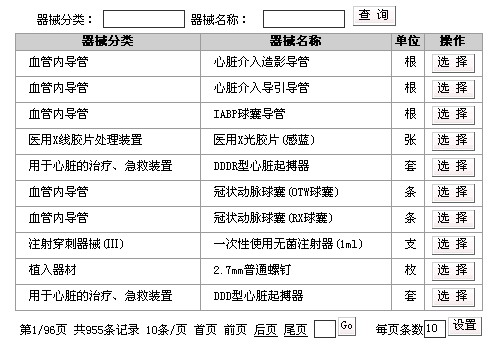 器械分类： 器械名称： 查 询
器械分类 器械名称 单位 操作
血管内导管 心脏介入造影导管 根 选 择
血管内导管 心脏介入导引导管 根 选 择
血管内导管 IABP球囊导管 根 选 择
医用X线胶片处理装置 医用X光胶片(感蓝) 张 选 择
用于心脏的治疗、急救装置 DDDR型心脏起搏器 套 选 择
血管内导管 冠状动脉球囊(OTW球囊) 条 选 择
血管内导管 冠状动脉球囊(RX球囊) 条 选 择
注射穿刺器械(III) 一次性使用无菌注射器(1ml) 支 选 择
植入器材 2.7mm普通螺钉 枚 选 择
用于心脏的治疗、急救装置 DDD型心脏起搏器 套 选 择
第1/96页 共955条记录 10条/页 首页 前页 后页 尾页 Go 每页条数 10 设置